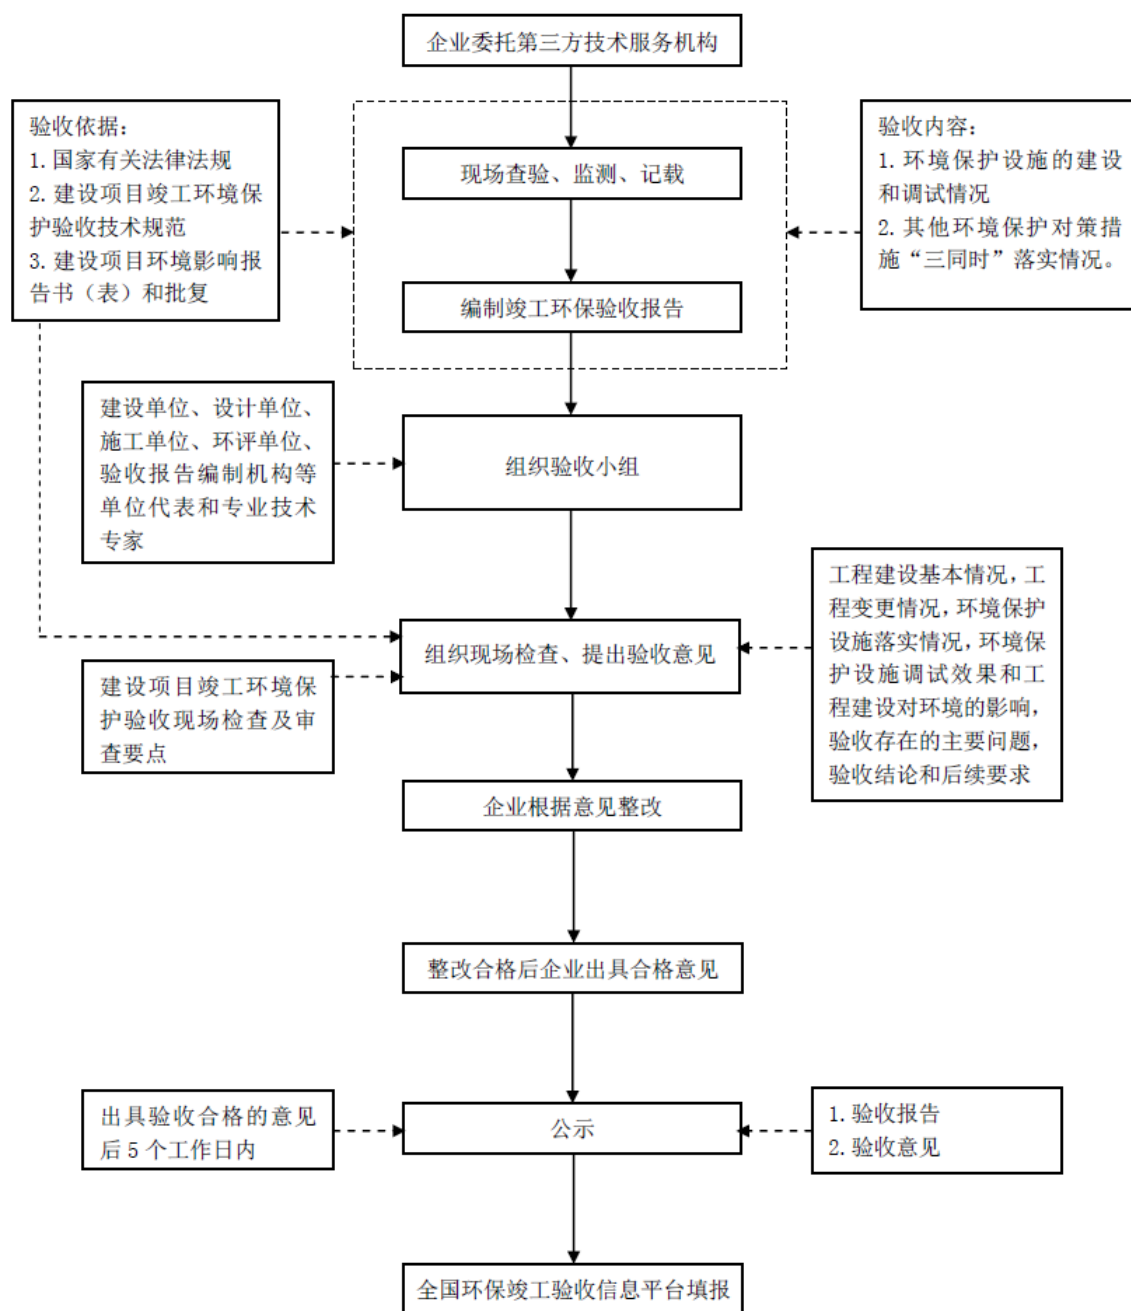 企业委托第三方技术服务机构
验收依据：
1. 国家有关法律法规
2. 建设项目竣工环境保
护验收技术规范
3. 建设项目环境影响报
告书（表）和批复
现场查验、监测、记载
编制竣工环保验收报告
验收内容：
1. 环境保护设施的建设
和调试情况
2. 其他环境保护对策措
施“三同时”落实情况。
建设单位、设计单位、
施工单位、环评单位、
验收报告编制机构等
单位代表和专业技术
专家
组织验收小组
组织现场检查、提出验收意见
工程建设基本情况，工
程变更情况，环境保护
设施落实情况，环境保
护设施调试效果和工
程建设对环境的影响，
验收存在的主要问题，
验收结论和后续要求
建设项目竣工环境保
护验收现场检查及审
查要点
企业根据意见整改
整改合格后企业出具合格意见
出具验收合格的意见
后 5 个工作日内
公示
1. 验收报告
2. 验收意见
全国环保竣工验收信息平台填报